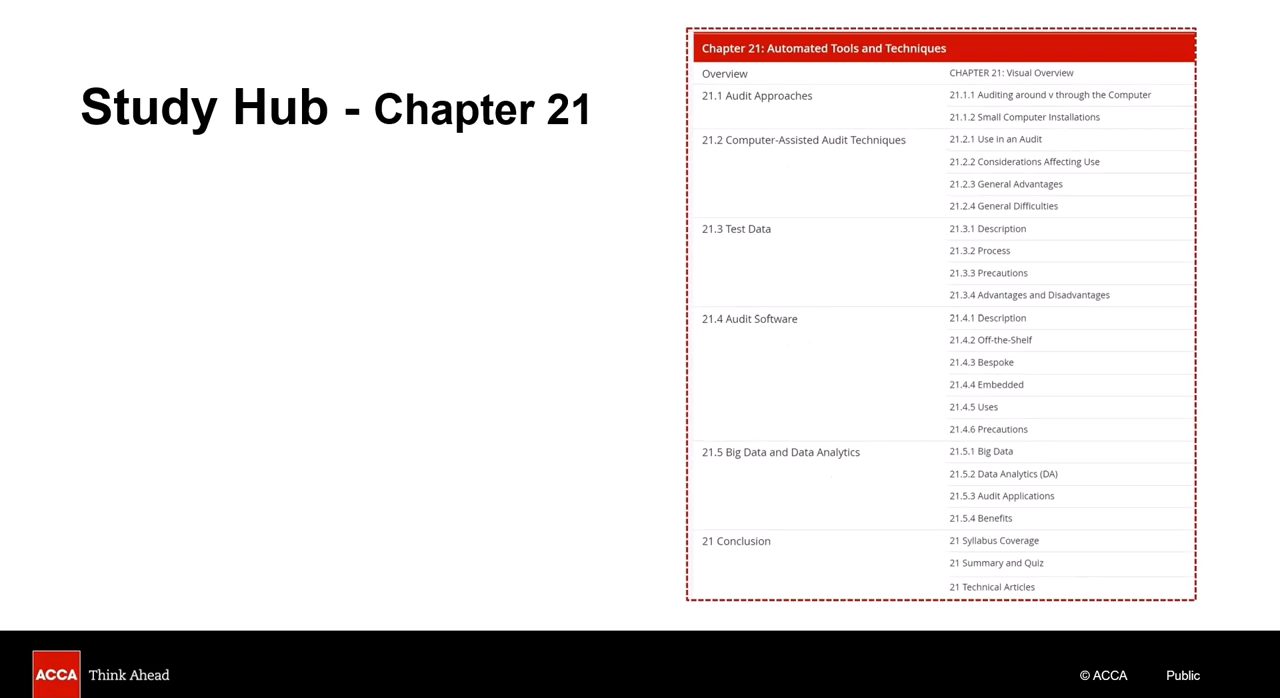 Study Hub - Chapter 21
Chapter 21: Automated Tools and Techniques
Overview
CHAPTER 21: Visual Overview
21.1 Audit Approaches
21.1.1 Auditing around v through the Computer
21.1.2 Small Computer Installations
21.2 Computer-Assisted Audit Techniques
21.2.1 Use in an Audit
21.2.2 Considerations Affecting Use
21.2.3 General Advantages
21.2.4 General Difficulties
21.3 Test Data
21.3.1 Description
21.3.2 Process
21.3.3 Precautions
21.3.4 Advantages and Disadvantages
21.4 Audit Software
21.4.1 Description
21.4.2 Off-the-Shelf
21.4.3 Bespoke
21.4.4 Embedded
21.4.5 Uses
21.4.6 Precautions
21.5 Big Data and Data Analytics
21.5.1 Big Data
21.5.2 Data Analytics (DA)
21.5.3 Audit Applications
21.5.4 Benefits
21 Conclusion
21 Syllabus Coverage
21 Summary and Quiz
21 Technical Articles
ACCA Think Ahead
© ACCA Public